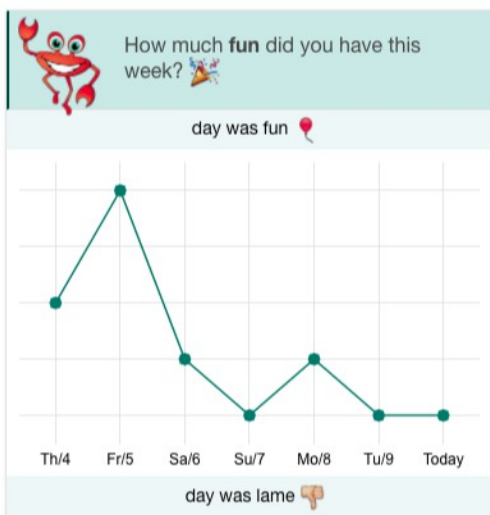 How much fun did you have this
week? 🎉
day was fun 🎈
Th/4 Fr/5 Sa/6 Su/7 Mo/8 Tu/9 Today
day was lame 👎🏼